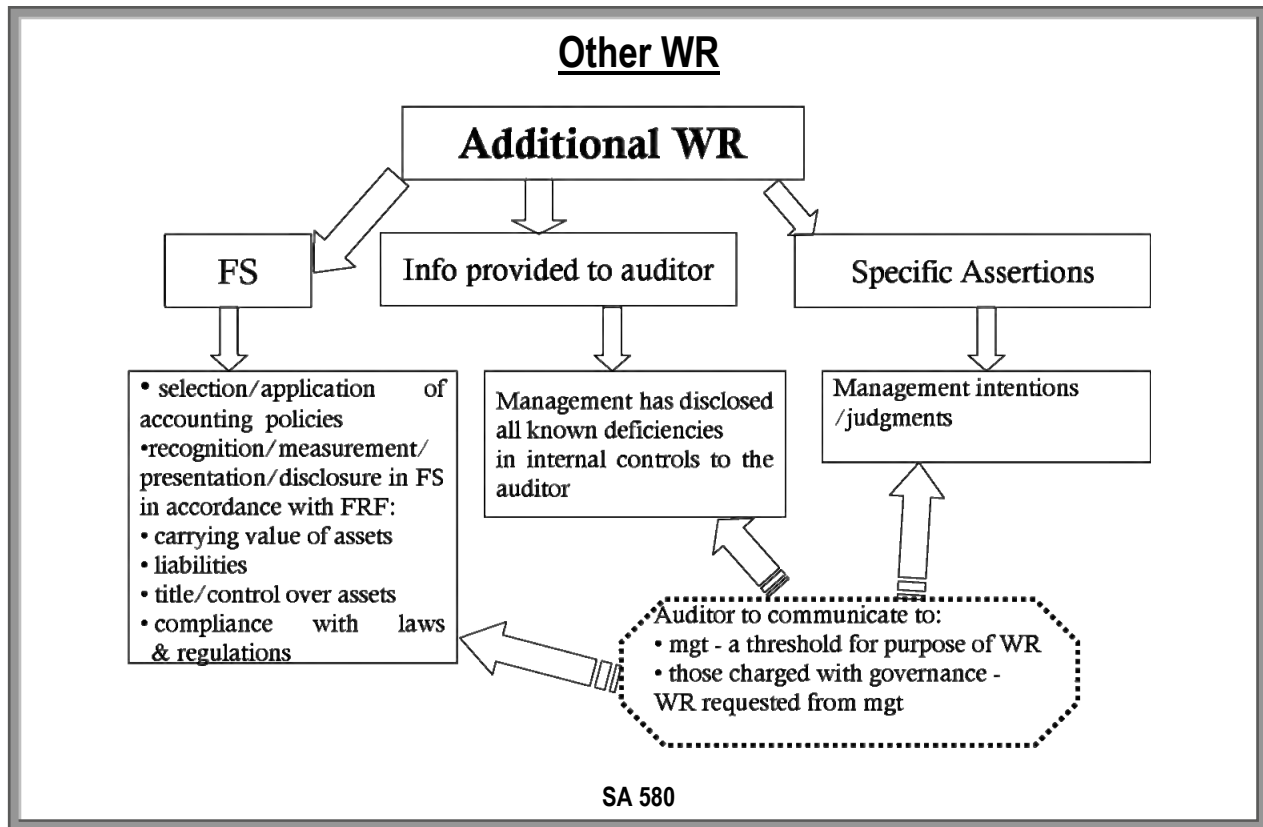 Other WR
Additional WR
FS
Info provided to auditor
Specific Assertions
• selection/application of
accounting policies
•recognition/measurement/
presentation/disclosure in FS
in accordance with FRF:
• carrying value of assets
• liabilities
• title/control over assets
• compliance with laws
& regulations
Management has disclosed
all known deficiencies
in internal controls to the
auditor
Management intentions
/judgments
Auditor to communicate to:
• mgt - a threshold for purpose of WR
• those charged with governance -
WR requested from mgt
SA 580